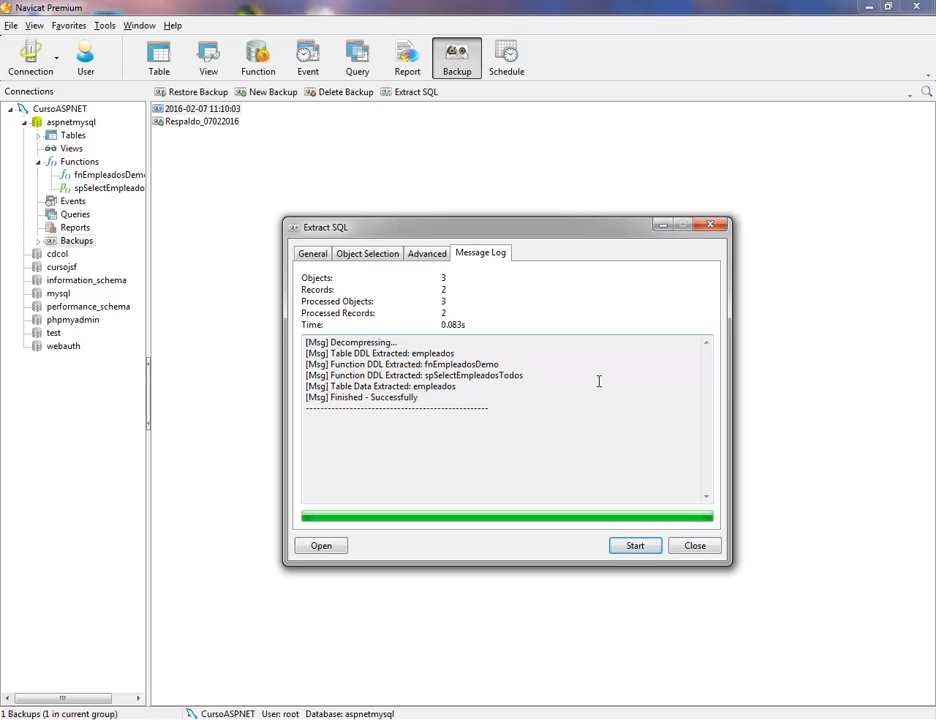 Navicat Premium
File View Favorites Tools Window Help
Connection User Table View Function Event Query Report Backup Schedule
Connections Restore Backup New Backup Delete Backup Extract SQL
CursoASPNET
aspnetmysql
Tables
Views
Functions
fnEmpleadosDemo
spSelectEmpleado
Events
Queries
Reports
Backups
cdcol
cursojsf
information_schema
mysql
performance_schema
phpmyadmin
test
webauth
2016-02-07 11:10:03
Respaldo_07022016
Extract SQL
General Object Selection Advanced Message Log
Objects: 3
Records: 2
Processed Objects: 3
Processed Records: 2
Time: 0.083s
[Msg] Decompressing...
[Msg] Table DDL Extracted: empleados
[Msg] Function DDL Extracted: fnEmpleadosDemo
[Msg] Function DDL Extracted: spSelectEmpleadosTodos
[Msg] Table Data Extracted: empleados
[Msg] Finished - Successfully
--------------------------------------------------
Open Start Close
1 Backups (1 in current group) CursoASPNET User: root Database: aspnetmysql